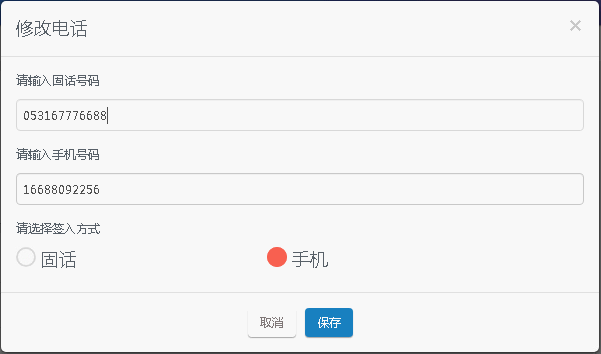 修改电话 ×
请输入固话号码
053167776688
请输入手机号码
16688092256
请选择签入方式
固话 手机
取消 保存